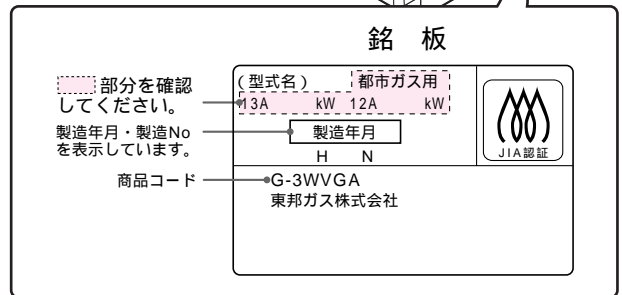 銘 板
部分を確認
してください。
製造年月・製造No
を表示しています。
商品コード
(型式名) 都市ガス用
13A kW 12A kW
製造年月
H N
G-3WVGA
東邦ガス株式会社
JIA認証